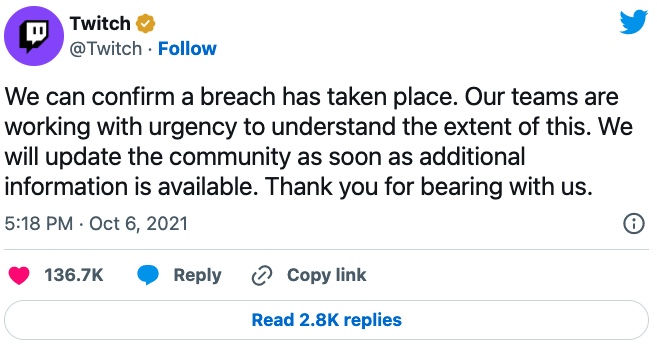 Twitch
@Twitch · Follow
We can confirm a breach has taken place. Our teams are
working with urgency to understand the extent of this. We
will update the community as soon as additional
information is available. Thank you for bearing with us.
5:18 PM · Oct 6, 2021
136.7K Reply Copy link
Read 2.8K replies